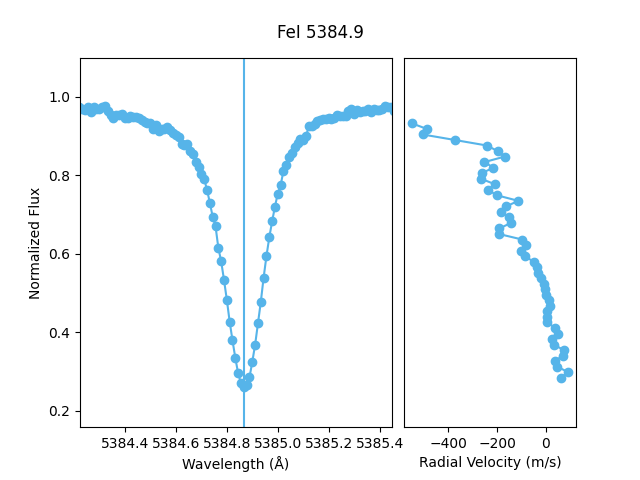 FeI 5384.9
Normalized Flux
1.0
0.8
0.6
0.4
0.2
5384.4 5384.6 5384.8 5385.0 5385.2 5385.4
Wavelength (Å)
−400 −200 0
Radial Velocity (m/s)